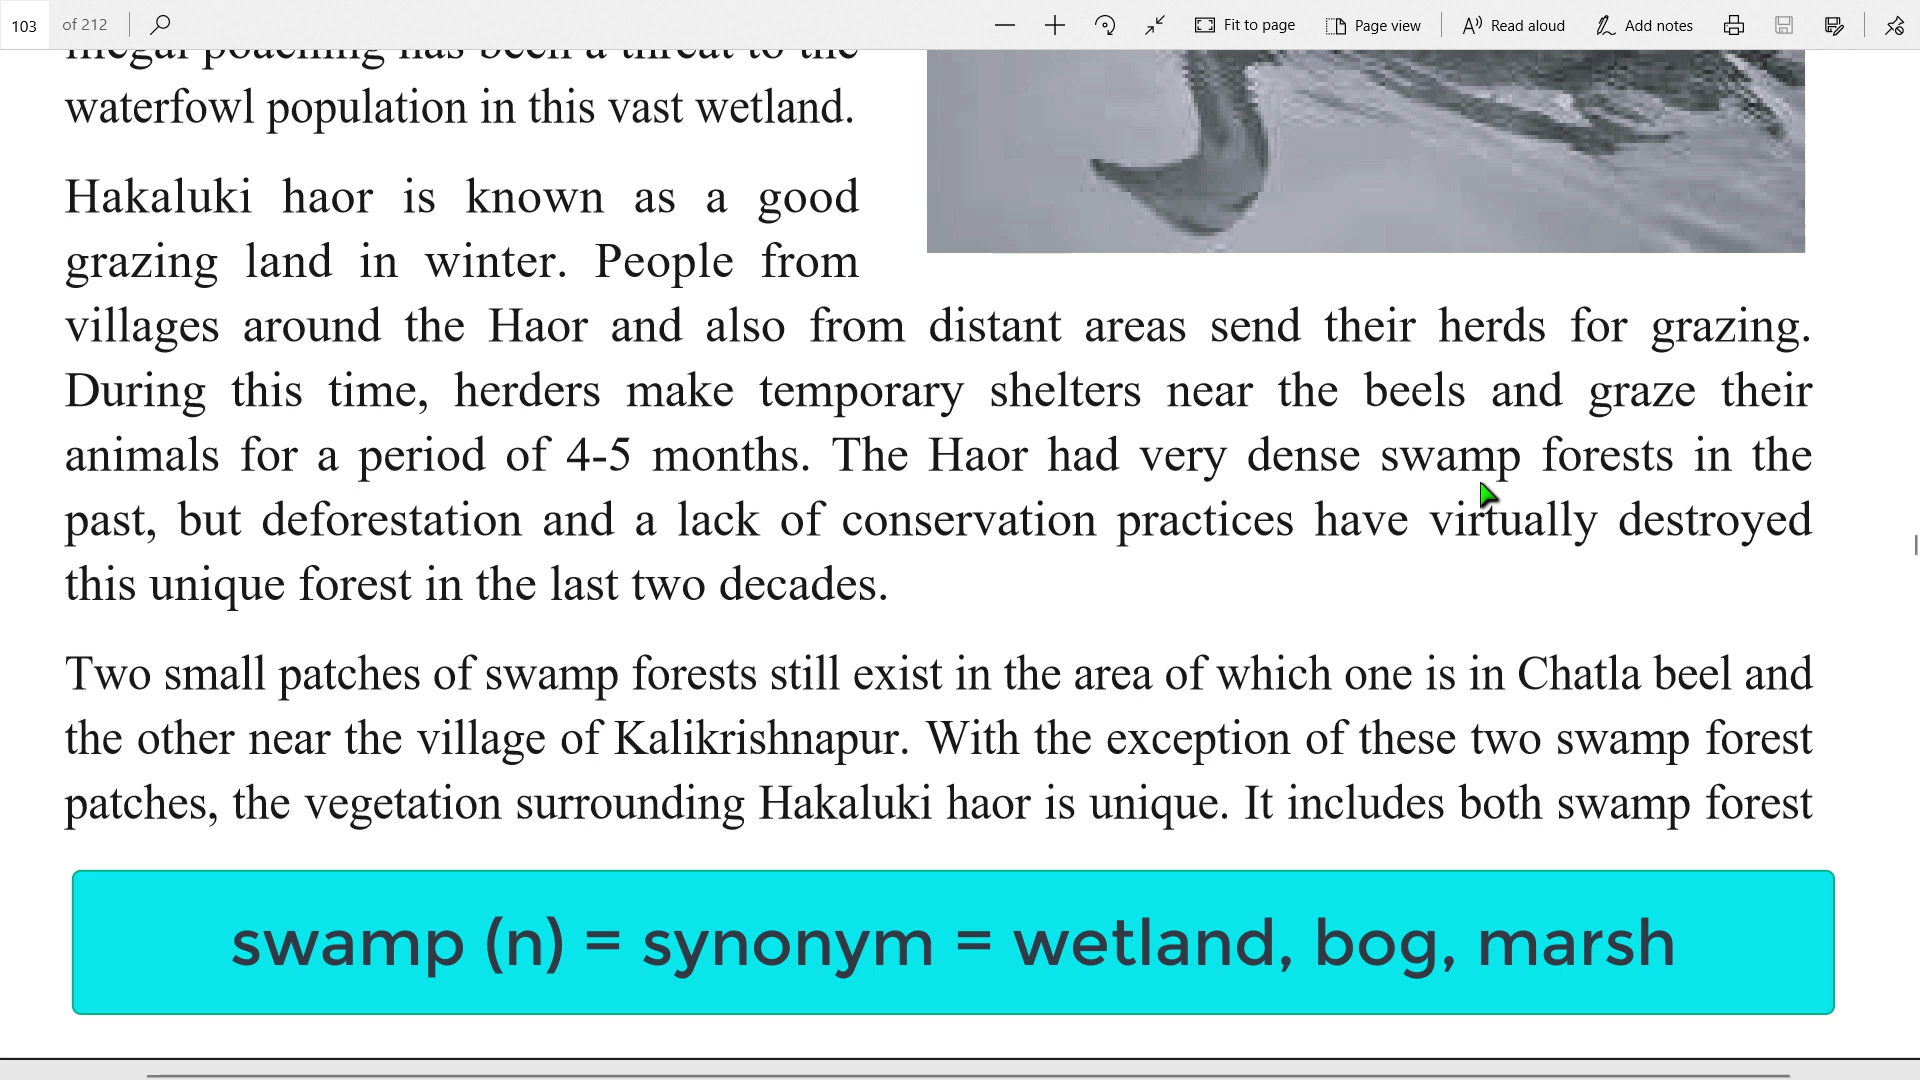 103 of 212
Fit to page
Page view
Read aloud
Add notes
Illegal poaching has been a threat to the
waterfowl population in this vast wetland.
Hakaluki haor is known as a good
grazing land in winter. People from
villages around the Haor and also from distant areas send their herds for grazing.
During this time, herders make temporary shelters near the beels and graze their
animals for a period of 4-5 months. The Haor had very dense swamp forests in the
past, but deforestation and a lack of conservation practices have virtually destroyed
this unique forest in the last two decades.
Two small patches of swamp forests still exist in the area of which one is in Chatla beel and
the other near the village of Kalikrishnapur. With the exception of these two swamp forest
patches, the vegetation surrounding Hakaluki haor is unique. It includes both swamp forest
swamp (n) = synonym = wetland, bog, marsh